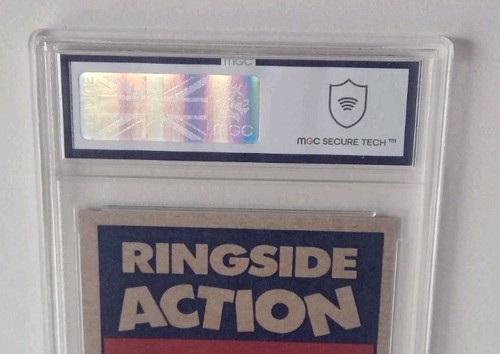 MGC
MGC
MGC SECURE TECH™
RINGSIDE
ACTION